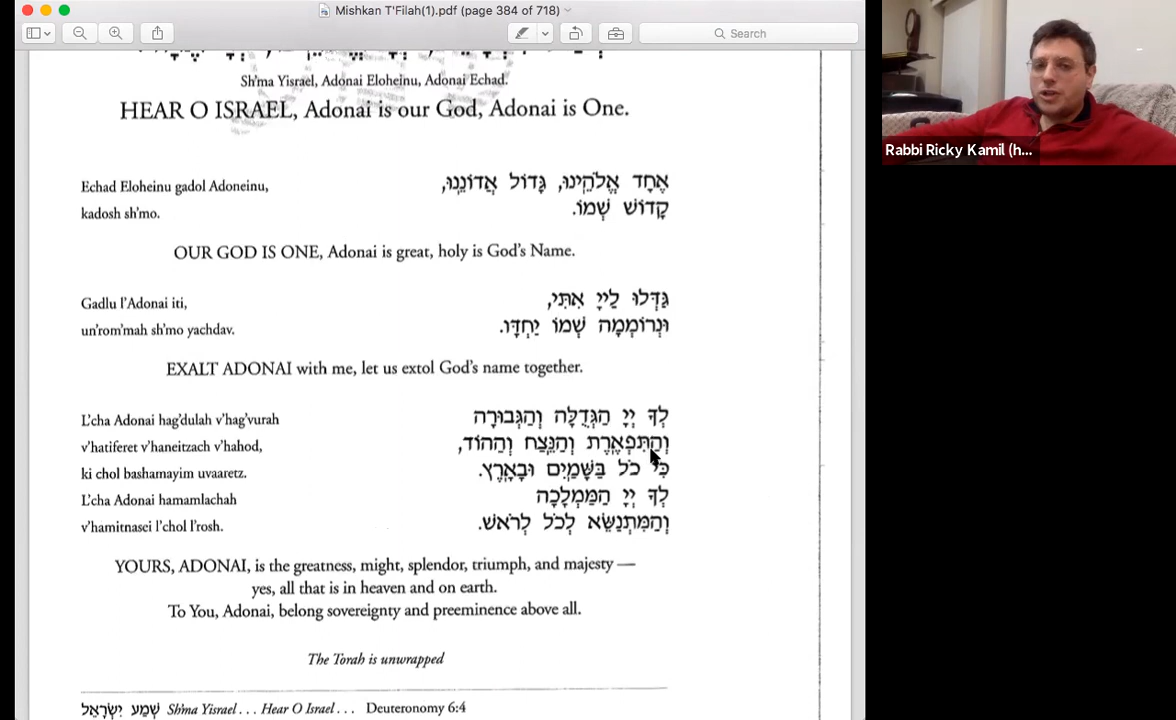 Mishkan T'Filah(1).pdf (page 384 of 718)
Search
Sh'ma Yisrael, Adonai Eloheinu, Adonai Echad.
HEAR O ISRAEL, Adonai is our God, Adonai is One.
Echad Eloheinu gadol Adoneinu,
kadosh sh'mo.
אֶחָד אֱלֹהֵֽינוּ, גָּדוֹל אֲדוֹנֵֽנוּ,
קָדוֹשׁ שְׁמוֹ.
OUR GOD IS ONE, Adonai is great, holy is God's Name.
Gadlu l'Adonai iti,
un'rom'mah sh'mo yachdav.
גַּדְּלוּ לַייָ אִתִּי,
וּנְרוֹמְמָה שְׁמוֹ יַחְדָּו.
EXALT ADONAI with me, let us extol God's name together.
L'cha Adonai hag'dulah v'hag'vurah
v'hatiferet v'haneitzach v'hahod,
ki chol bashamayim uvaaretz.
L'cha Adonai hamamlachah
v'hamitnasei l'chol l'rosh.
לְךָ יְיָ הַגְּדֻלָּה וְהַגְּבוּרָה
וְהַתִּפְאֶֽרֶת וְהַנֵּֽצַח וְהַהוֹד,
כִּי כֹל בַּשָּׁמַֽיִם וּבָאָֽרֶץ.
לְךָ יְיָ הַמַּמְלָכָה
וְהַמִּתְנַשֵּׂא לְכֹל לְרֹאשׁ.
YOURS, ADONAI, is the greatness, might, splendor, triumph, and majesty —
yes, all that is in heaven and on earth.
To You, Adonai, belong sovereignty and preeminence above all.
The Torah is unwrapped
שְׁמַע יִשְׂרָאֵל Sh'ma Yisrael . . . Hear O Israel . . . Deuteronomy 6:4
Rabbi Ricky Kamil (h...